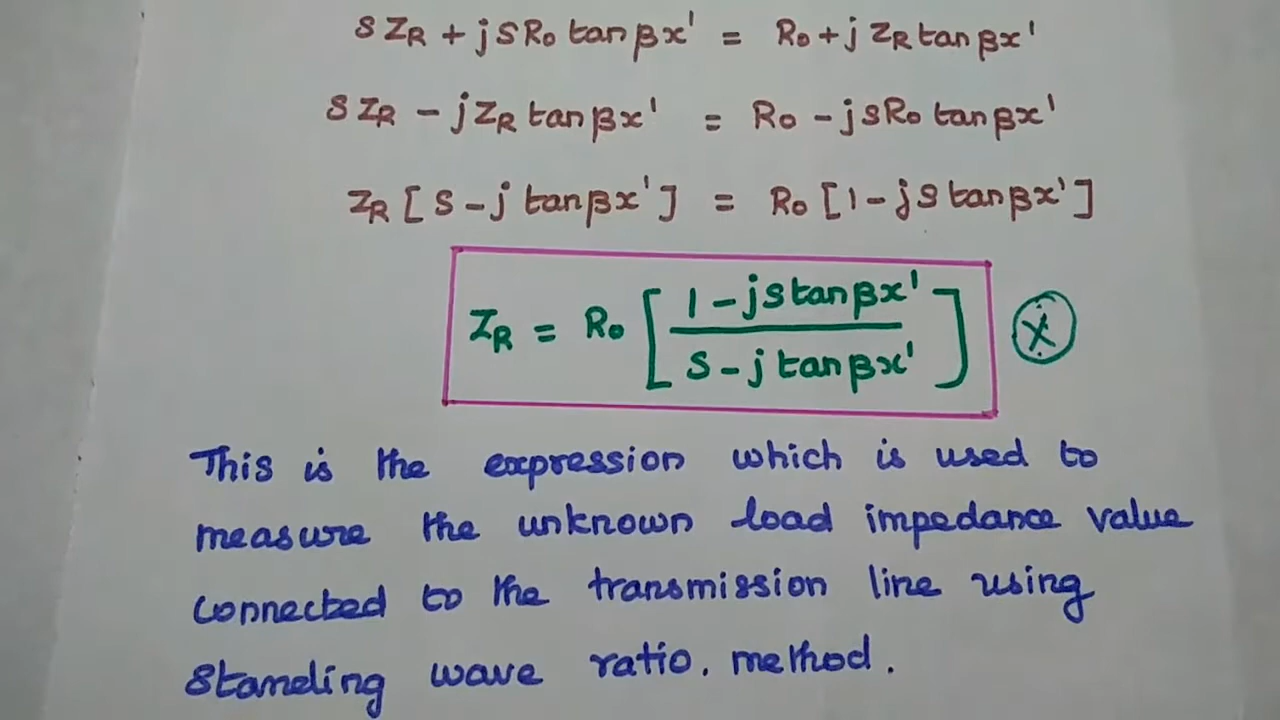 SZR + jSR₀ tanβx' = R₀ + jZR tanβx'
SZR - jZR tanβx' = R₀ - jSR₀ tanβx'
ZR [S - j tanβx'] = R₀ [1 - jS tanβx']
ZR = R₀ [ (1 - jS tanβx') / (S - j tanβx') ] X
This is the expression which is used to
measure the unknown load impedance value
connected to the transmission line using
standing wave ratio. method.